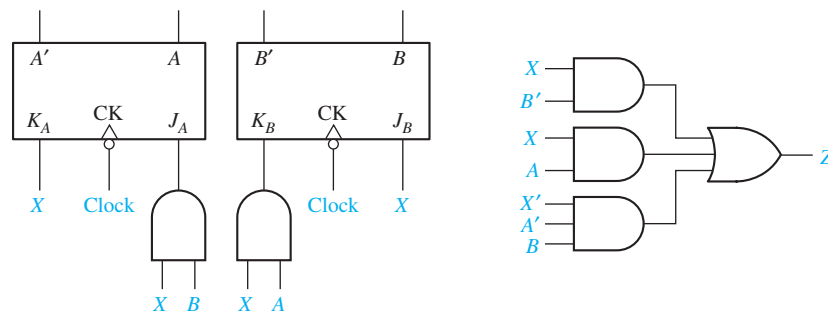 A′ A B′ B
K_A CK J_A K_B CK J_B
X Clock Clock X
X B X A
X
B′
X
A
X′
A′
B
Z